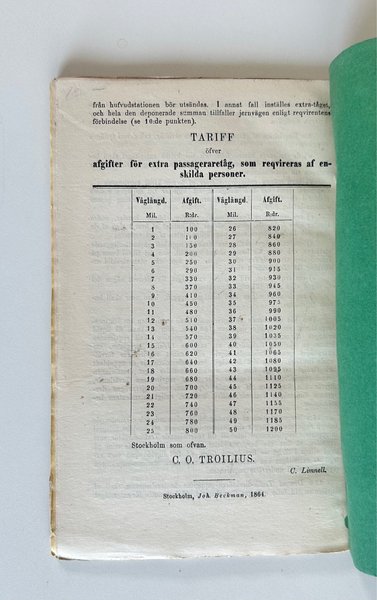 från hufvudstationen bör utsändas. I annat fall inställes extra-tåget,
och hela den deponerade summan tillfaller jernvägen enligt reqvirentens
förbindelse (se 10:de punkten).
TARIFF
öfver
afgifter för extra passageraretåg, som reqvireras af en-
skilda personer.
Väglängd. Afgift. Väglängd. Afgift.
Mil. R:dr. Mil. R:dr.
1 100 26 820
2 27 840
3 150 28 860
4 200 29 880
5 250 30 900
6 290 31 915
7 330 32 930
8 370 33 945
9 410 34 960
10 450 35 975
11 480 36 990
12 510 37 1005
13 540 38 1020
14 570 39 1035
15 600 40 1050
16 620 41 1065
17 640 42 1080
18 660 43 1095
19 680 44 1110
20 700 45 1125
21 720 46 1140
22 740 47 1155
23 760 48 1170
24 780 49 1185
25 800 50 1200
Stockholm som ofvan.
C. O. TROILIUS.
C. Limnell.
Stockholm, Joh. Beckman, 1864.